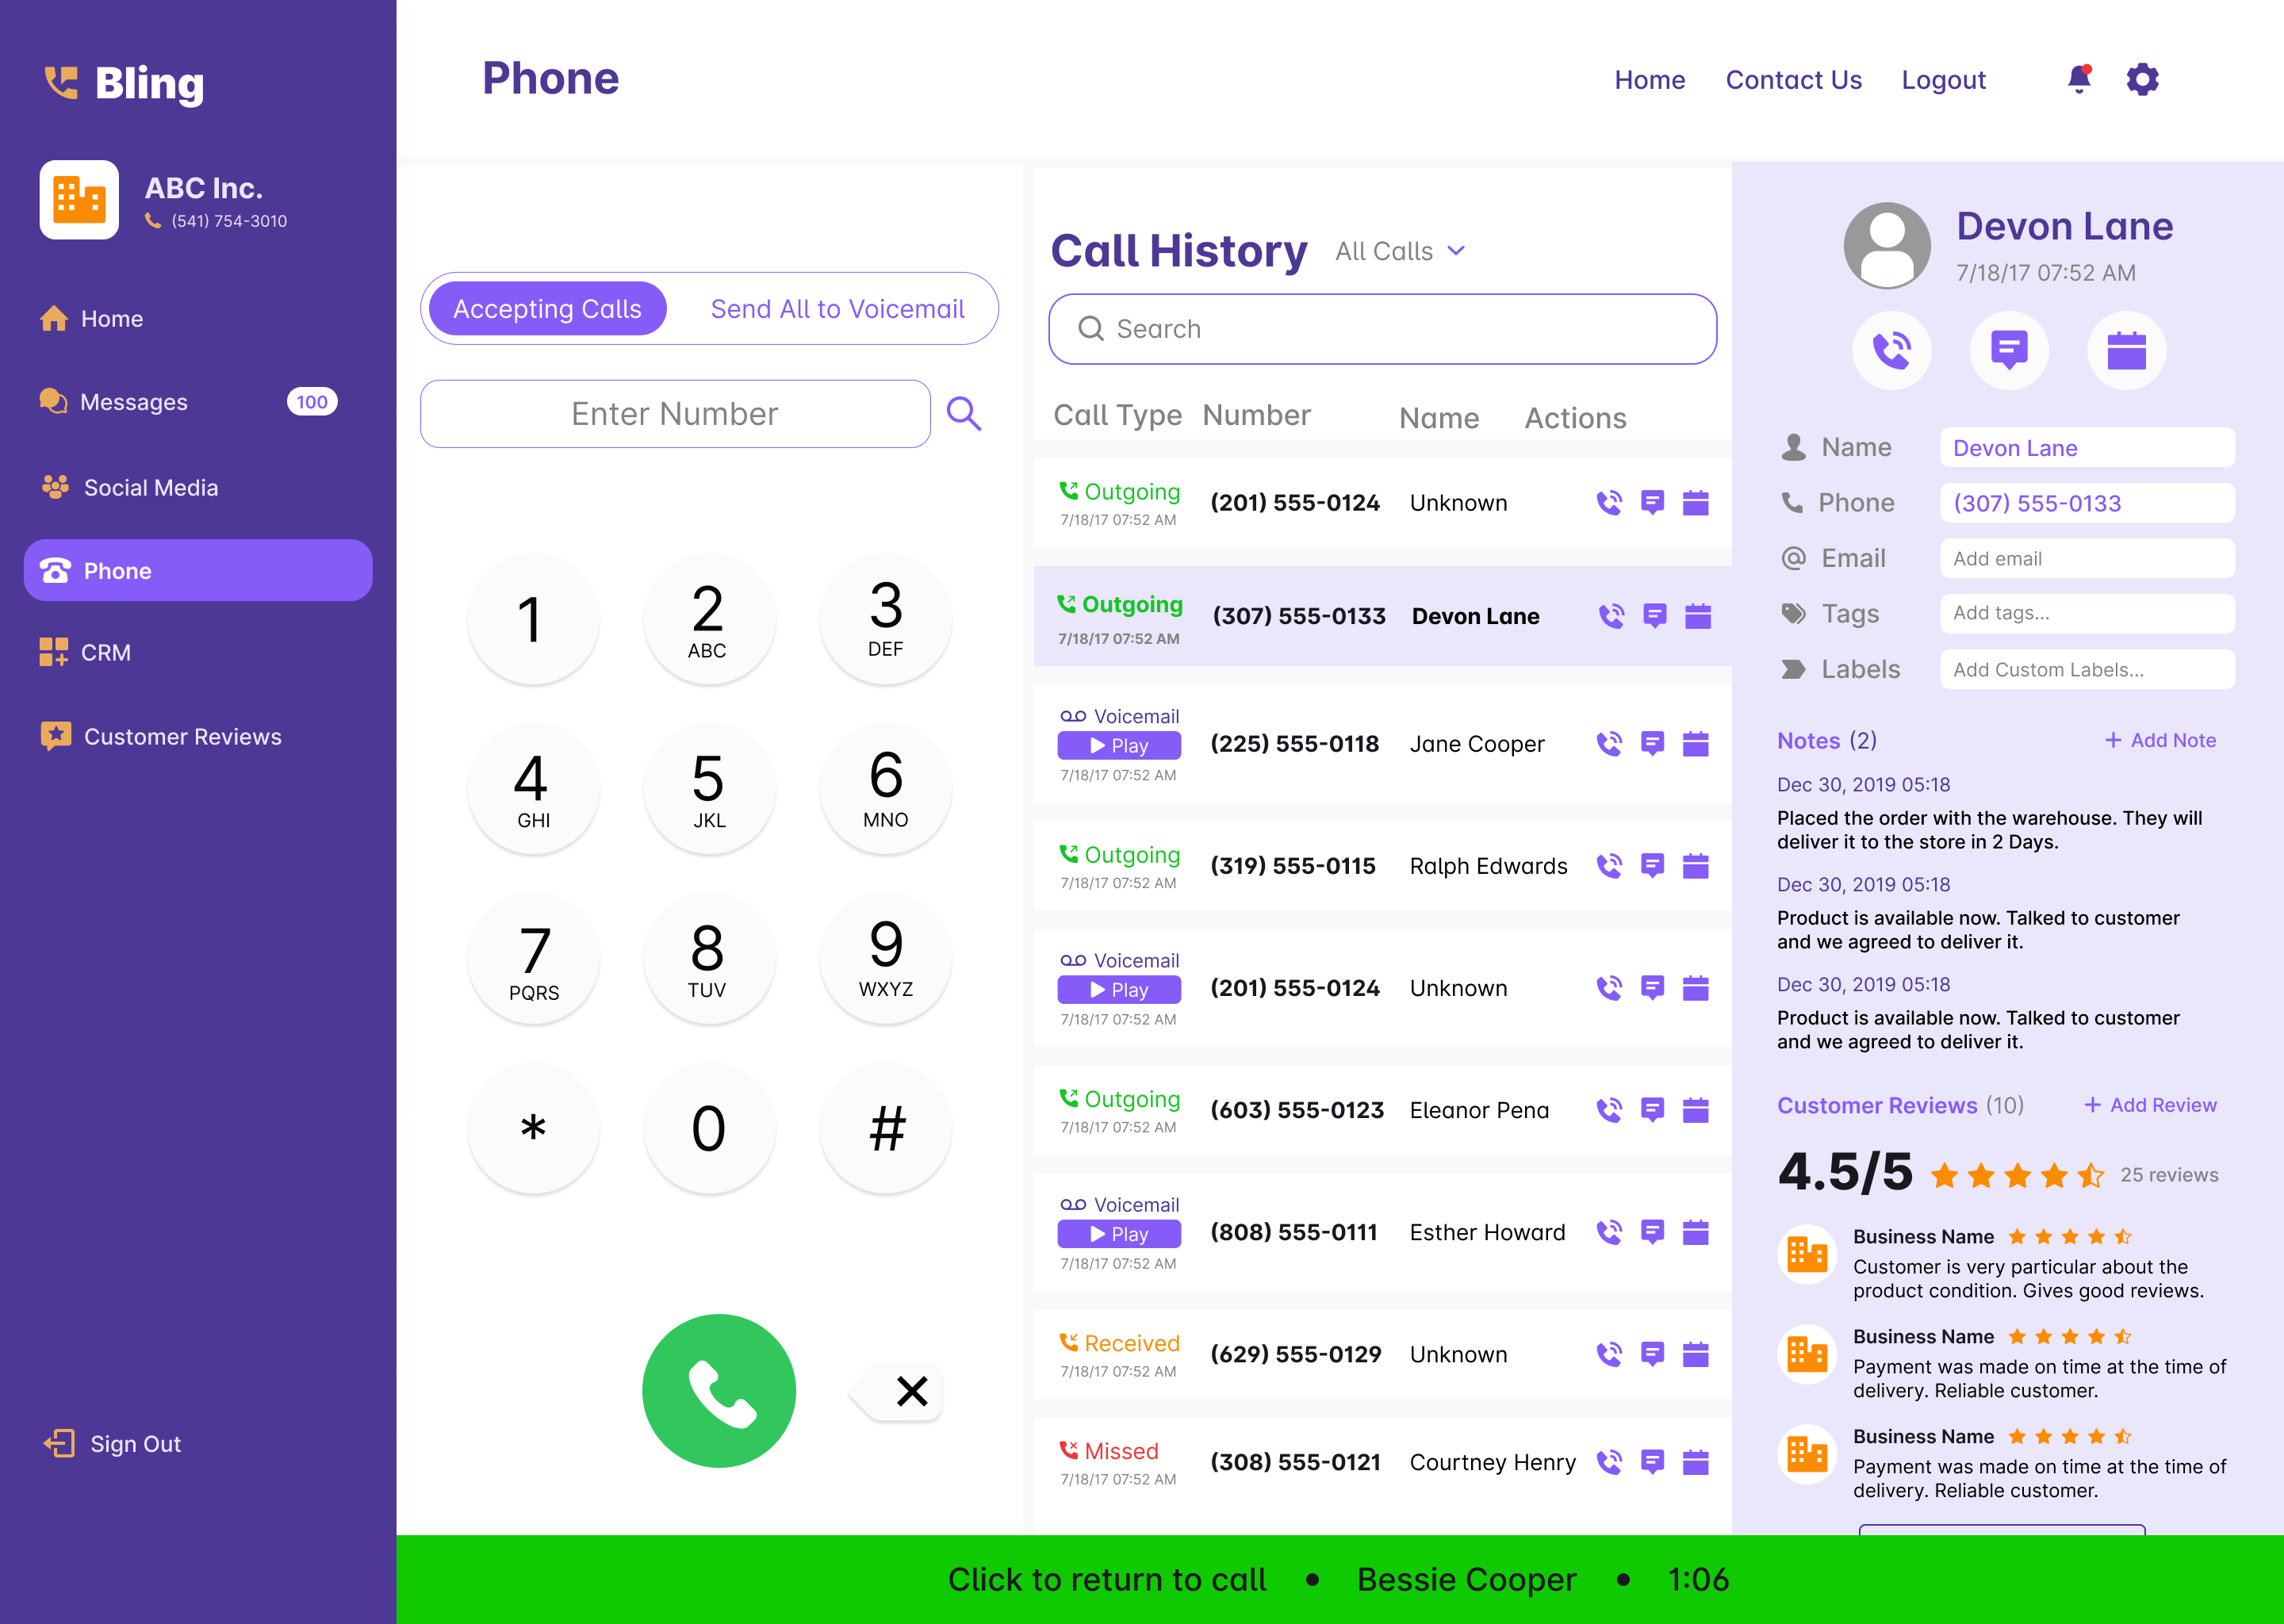 Bling
ABC Inc.
(541) 754-3010
Home
Messages 100
Social Media
Phone
CRM
Customer Reviews
Sign Out
Phone
Home Contact Us Logout
Accepting Calls Send All to Voicemail
Enter Number
1
2
ABC
3
DEF
4
GHI
5
JKL
6
MNO
7
PQRS
8
TUV
9
WXYZ
*
0
#
Call History All Calls
Search
Call Type Number Name Actions
Outgoing
7/18/17 07:52 AM
(201) 555-0124 Unknown
Outgoing
7/18/17 07:52 AM
(307) 555-0133 Devon Lane
Voicemail
Play
7/18/17 07:52 AM
(225) 555-0118 Jane Cooper
Outgoing
7/18/17 07:52 AM
(319) 555-0115 Ralph Edwards
Voicemail
Play
7/18/17 07:52 AM
(201) 555-0124 Unknown
Outgoing
7/18/17 07:52 AM
(603) 555-0123 Eleanor Pena
Voicemail
Play
7/18/17 07:52 AM
(808) 555-0111 Esther Howard
Received
7/18/17 07:52 AM
(629) 555-0129 Unknown
Missed
7/18/17 07:52 AM
(308) 555-0121 Courtney Henry
Devon Lane
7/18/17 07:52 AM
Name Devon Lane
Phone (307) 555-0133
Email Add email
Tags Add tags...
Labels Add Custom Labels...
Notes (2) + Add Note
Dec 30, 2019 05:18
Placed the order with the warehouse. They will
deliver it to the store in 2 Days.
Dec 30, 2019 05:18
Product is available now. Talked to customer
and we agreed to deliver it.
Dec 30, 2019 05:18
Product is available now. Talked to customer
and we agreed to deliver it.
Customer Reviews (10) + Add Review
4.5/5 25 reviews
Business Name
Customer is very particular about the
product condition. Gives good reviews.
Business Name
Payment was made on time at the time of
delivery. Reliable customer.
Business Name
Payment was made on time at the time of
delivery. Reliable customer.
Click to return to call • Bessie Cooper • 1:06